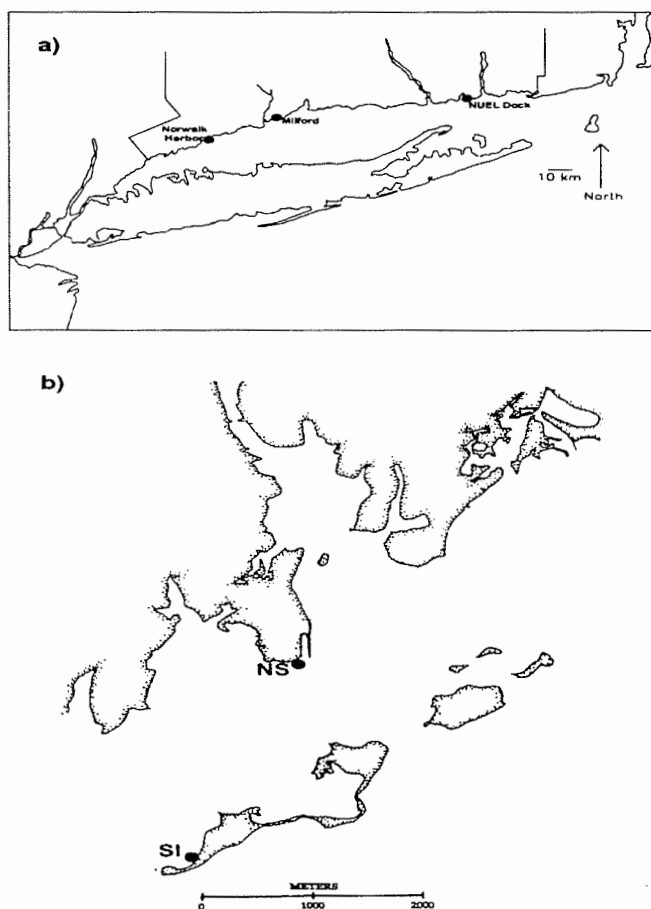 a)
NUEL Dock
Milford
Norwalk
Harbor
10 km
North
b)
NS
SI
METERS
0 1000 2000